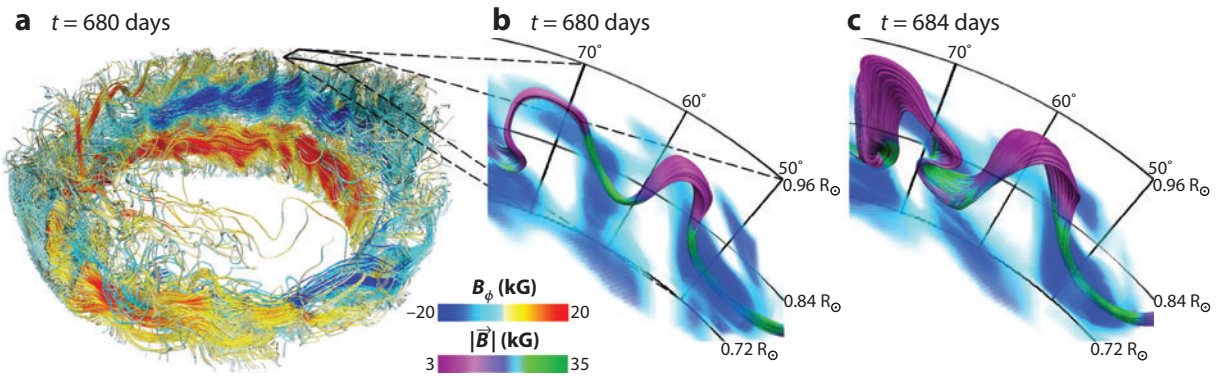 a t = 680 days
b t = 680 days
c t = 684 days
70°
60°
50°
0.96 R⊙
0.84 R⊙
0.72 R⊙
70°
60°
50°
0.96 R⊙
0.84 R⊙
0.72 R⊙
Bϕ (kG)
–20 20
|B⃗| (kG)
3 35